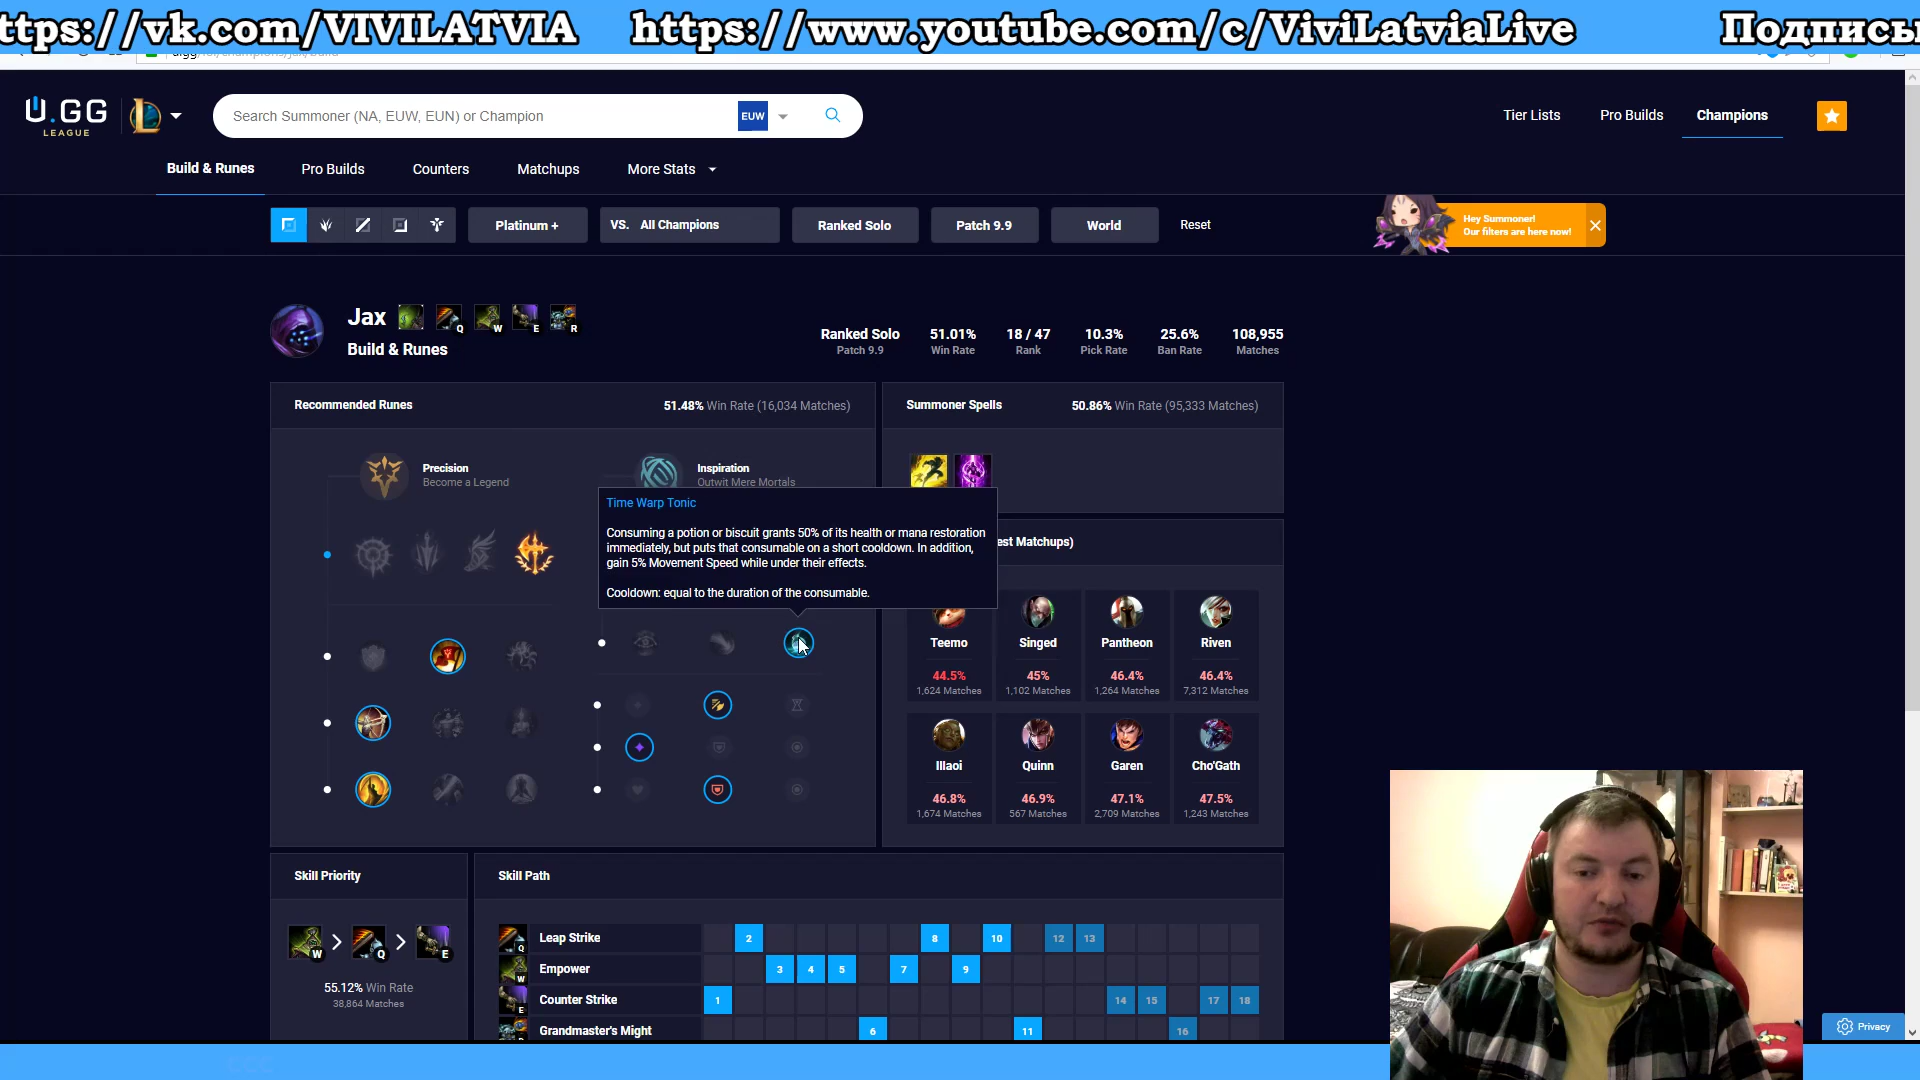 ttps://vk.com/VIVILATVIA https://www.youtube.com/c/ViviLatviaLive Подписы
U.GG
LEAGUE
Search Summoner (NA, EUW, EUN) or Champion
EUW
Tier Lists
Pro Builds
Champions
Build & Runes
Pro Builds
Counters
Matchups
More Stats
Platinum +
VS. All Champions
Ranked Solo
Patch 9.9
World
Reset
Hey Summoner!
Our filters are here now!
Jax
Q
W
E
R
Build & Runes
Ranked Solo 51.01% 18 / 47 10.3% 25.6% 108,955
Patch 9.9 Win Rate Rank Pick Rate Ban Rate Matches
Recommended Runes
51.48% Win Rate (16,034 Matches)
Precision
Become a Legend
Inspiration
Outwit Mere Mortals
Time Warp Tonic
Consuming a potion or biscuit grants 50% of its health or mana restoration
immediately, but puts that consumable on a short cooldown. In addition,
gain 5% Movement Speed while under their effects.
Cooldown: equal to the duration of the consumable.
Summoner Spells
50.86% Win Rate (95,333 Matches)
est Matchups)
Teemo Singed Pantheon Riven
44.5% 45% 46.4% 46.4%
1,624 Matches 1,102 Matches 1,264 Matches 7,312 Matches
Illaoi Quinn Garen Cho'Gath
46.8% 46.9% 47.1% 47.5%
1,674 Matches 567 Matches 2,709 Matches 1,243 Matches
Skill Priority
W
Q
E
55.12% Win Rate
38,864 Matches
Skill Path
Q Leap Strike 2 8 10 12 13
W Empower 3 4 5 7 9
E Counter Strike 1 14 15 17 18
Grandmaster's Might 6 11 16
Privacy